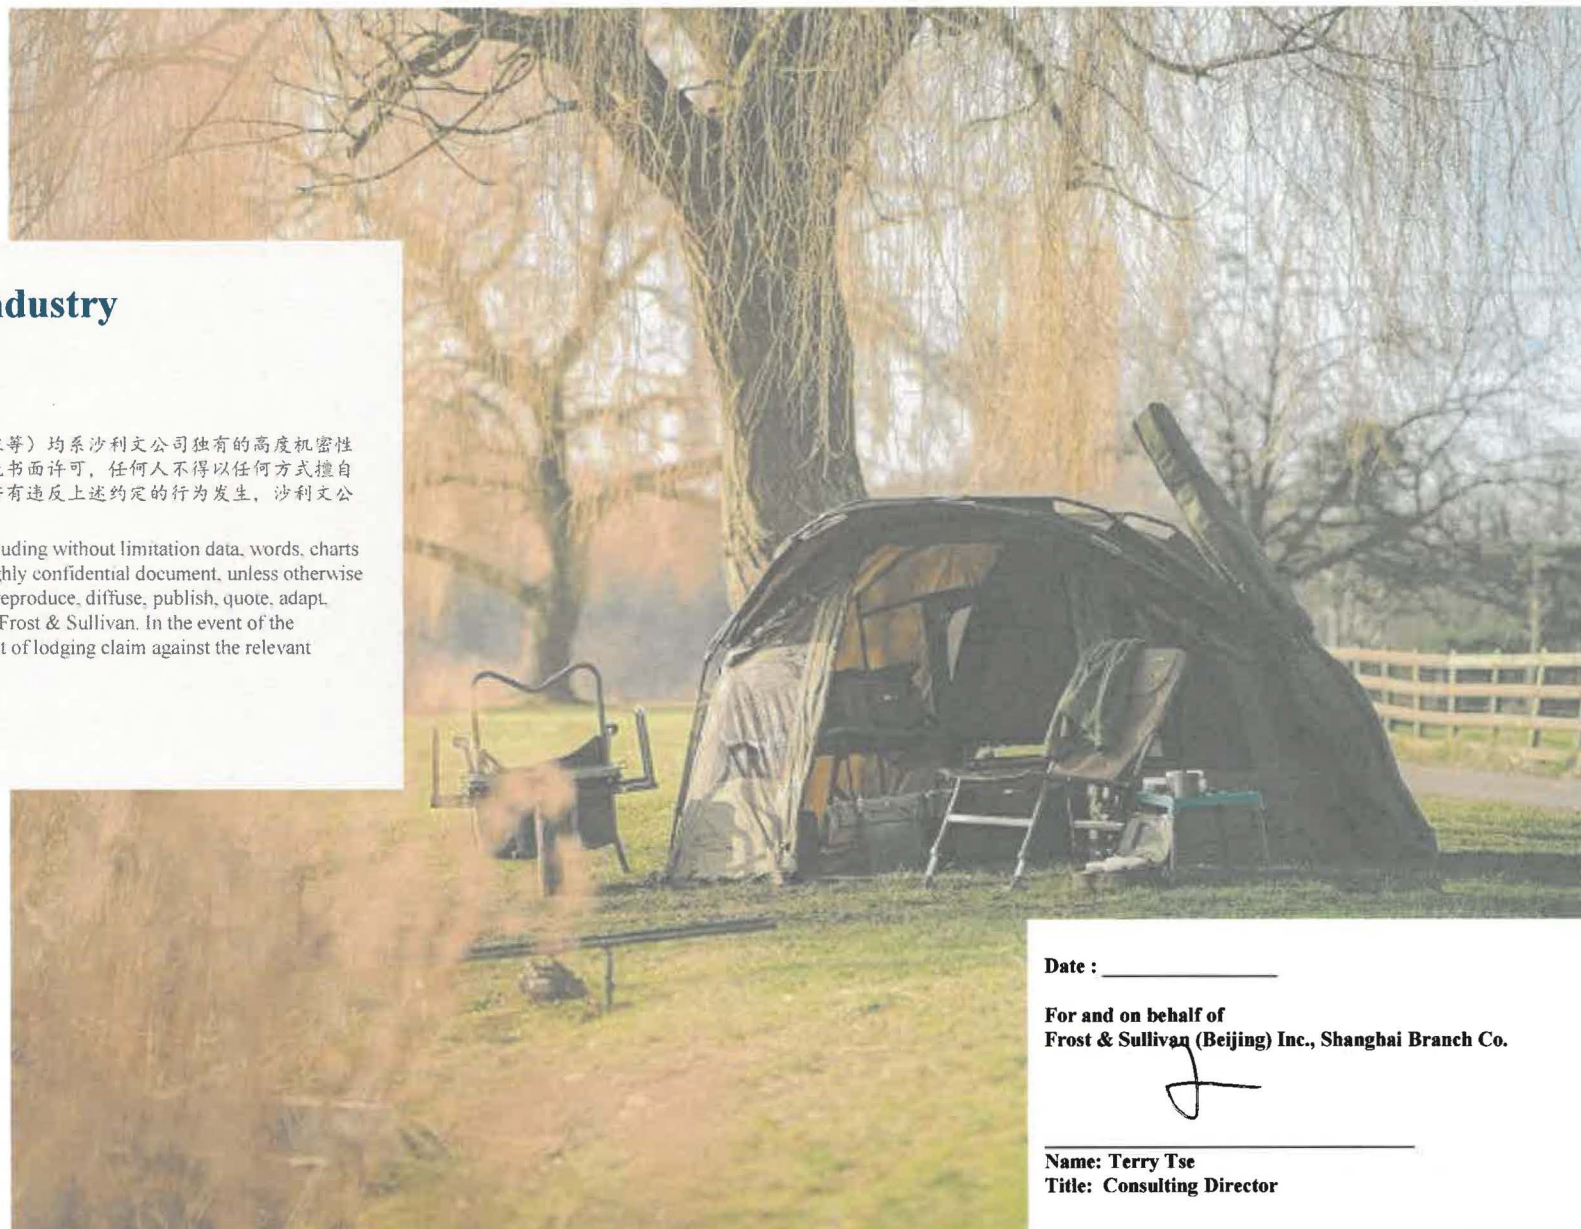 ndustry
等）均系沙利文公司独有的高度机密性
书面许可，任何人不得以任何方式擅自
有违反上述约定的行为发生，沙利文公
uding without limitation data, words, charts
ghly confidential document, unless otherwise
eproduce, diffuse, publish, quote, adapt,
Frost & Sullivan. In the event of the
t of lodging claim against the relevant
Date :
For and on behalf of
Frost & Sullivan (Beijing) Inc., Shanghai Branch Co.
Name: Terry Tse
Title: Consulting Director